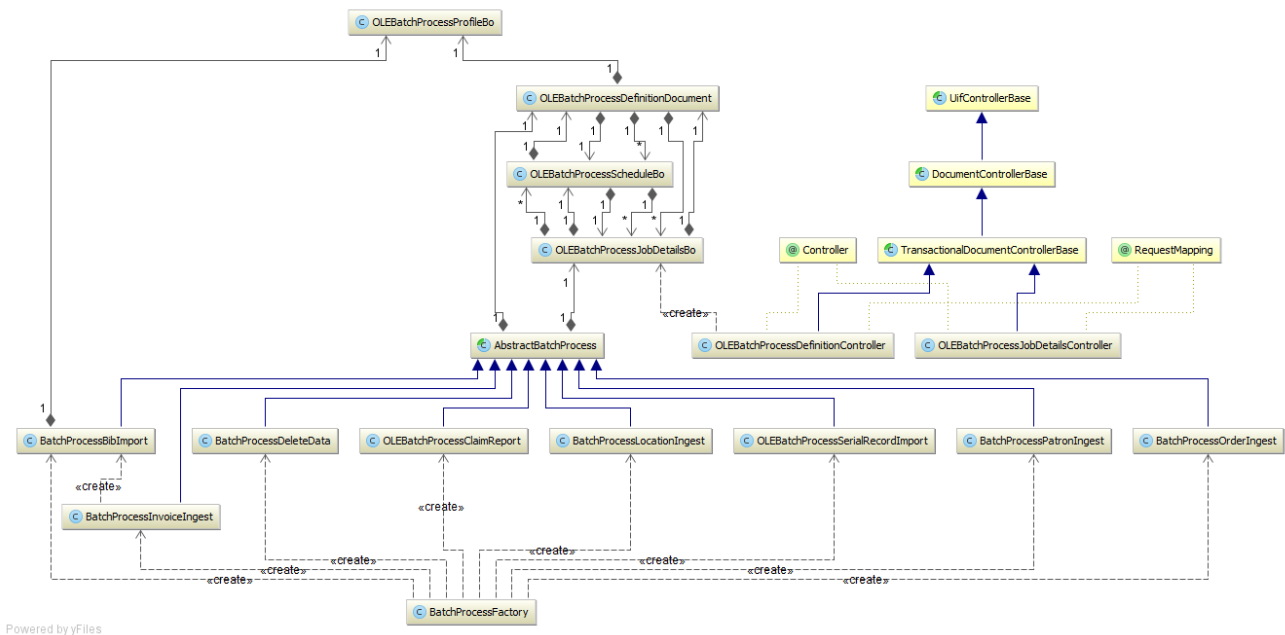 OLEBatchProcessProfileBo
1
1
1
OLEBatchProcessDefinitionDocument
UifControllerBase
1
1
1
1
1
1
1
1
*
OLEBatchProcessScheduleBo
DocumentControllerBase
*
1
1
1
1
1
*
*
1
OLEBatchProcessJobDetailsBo
Controller
TransactionalDocumentControllerBase
RequestMapping
1
1
1
«create»
AbstractBatchProcess
OLEBatchProcessDefinitionController
OLEBatchProcessJobDetailsController
1
BatchProcessBibImport
BatchProcessDeleteData
OLEBatchProcessClaimReport
BatchProcessLocationIngest
OLEBatchProcessSerialRecordImport
BatchProcessPatronIngest
BatchProcessOrderIngest
«create»
BatchProcessInvoiceIngest
«create»
«create»
«create»
«create»
«create»
«create»
«create»
«create»
BatchProcessFactory
Powered by yFiles